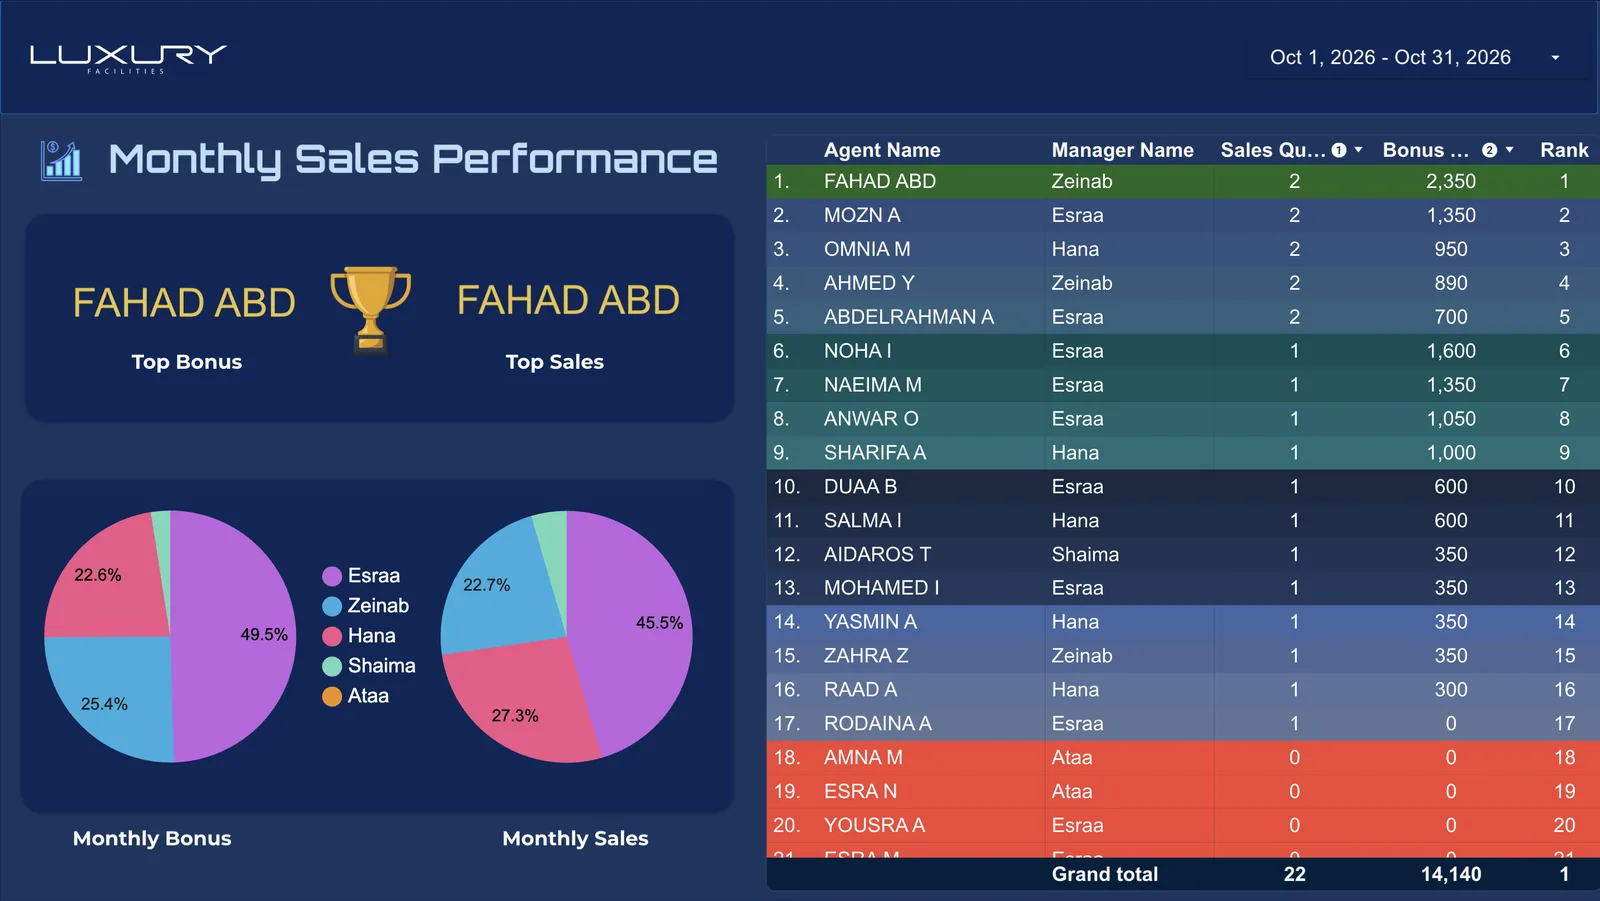 LUXURY
FACILITIES
Oct 1, 2026 - Oct 31, 2026
Monthly Sales Performance
FAHAD ABD
Top Bonus
FAHAD ABD
Top Sales
22.6%
49.5%
25.4%
Esraa
Zeinab
Hana
Shaima
Ataa
22.7%
45.5%
27.3%
Monthly Bonus
Monthly Sales
Agent Name Manager Name Sales Qu... 1 Bonus ... 2 Rank
1. FAHAD ABD Zeinab 2 2,350 1
2. MOZN A Esraa 2 1,350 2
3. OMNIA M Hana 2 950 3
4. AHMED Y Zeinab 2 890 4
5. ABDELRAHMAN A Esraa 2 700 5
6. NOHA I Esraa 1 1,600 6
7. NAEIMA M Esraa 1 1,350 7
8. ANWAR O Esraa 1 1,050 8
9. SHARIFA A Hana 1 1,000 9
10. DUAA B Esraa 1 600 10
11. SALMA I Hana 1 600 11
12. AIDAROS T Shaima 1 350 12
13. MOHAMED I Esraa 1 350 13
14. YASMIN A Hana 1 350 14
15. ZAHRA Z Zeinab 1 350 15
16. RAAD A Hana 1 300 16
17. RODAINA A Esraa 1 0 17
18. AMNA M Ataa 0 0 18
19. ESRA N Ataa 0 0 19
20. YOUSRA A Esraa 0 0 20
21. ESRA M Esraa 0 0 21
Grand total 22 14,140 1